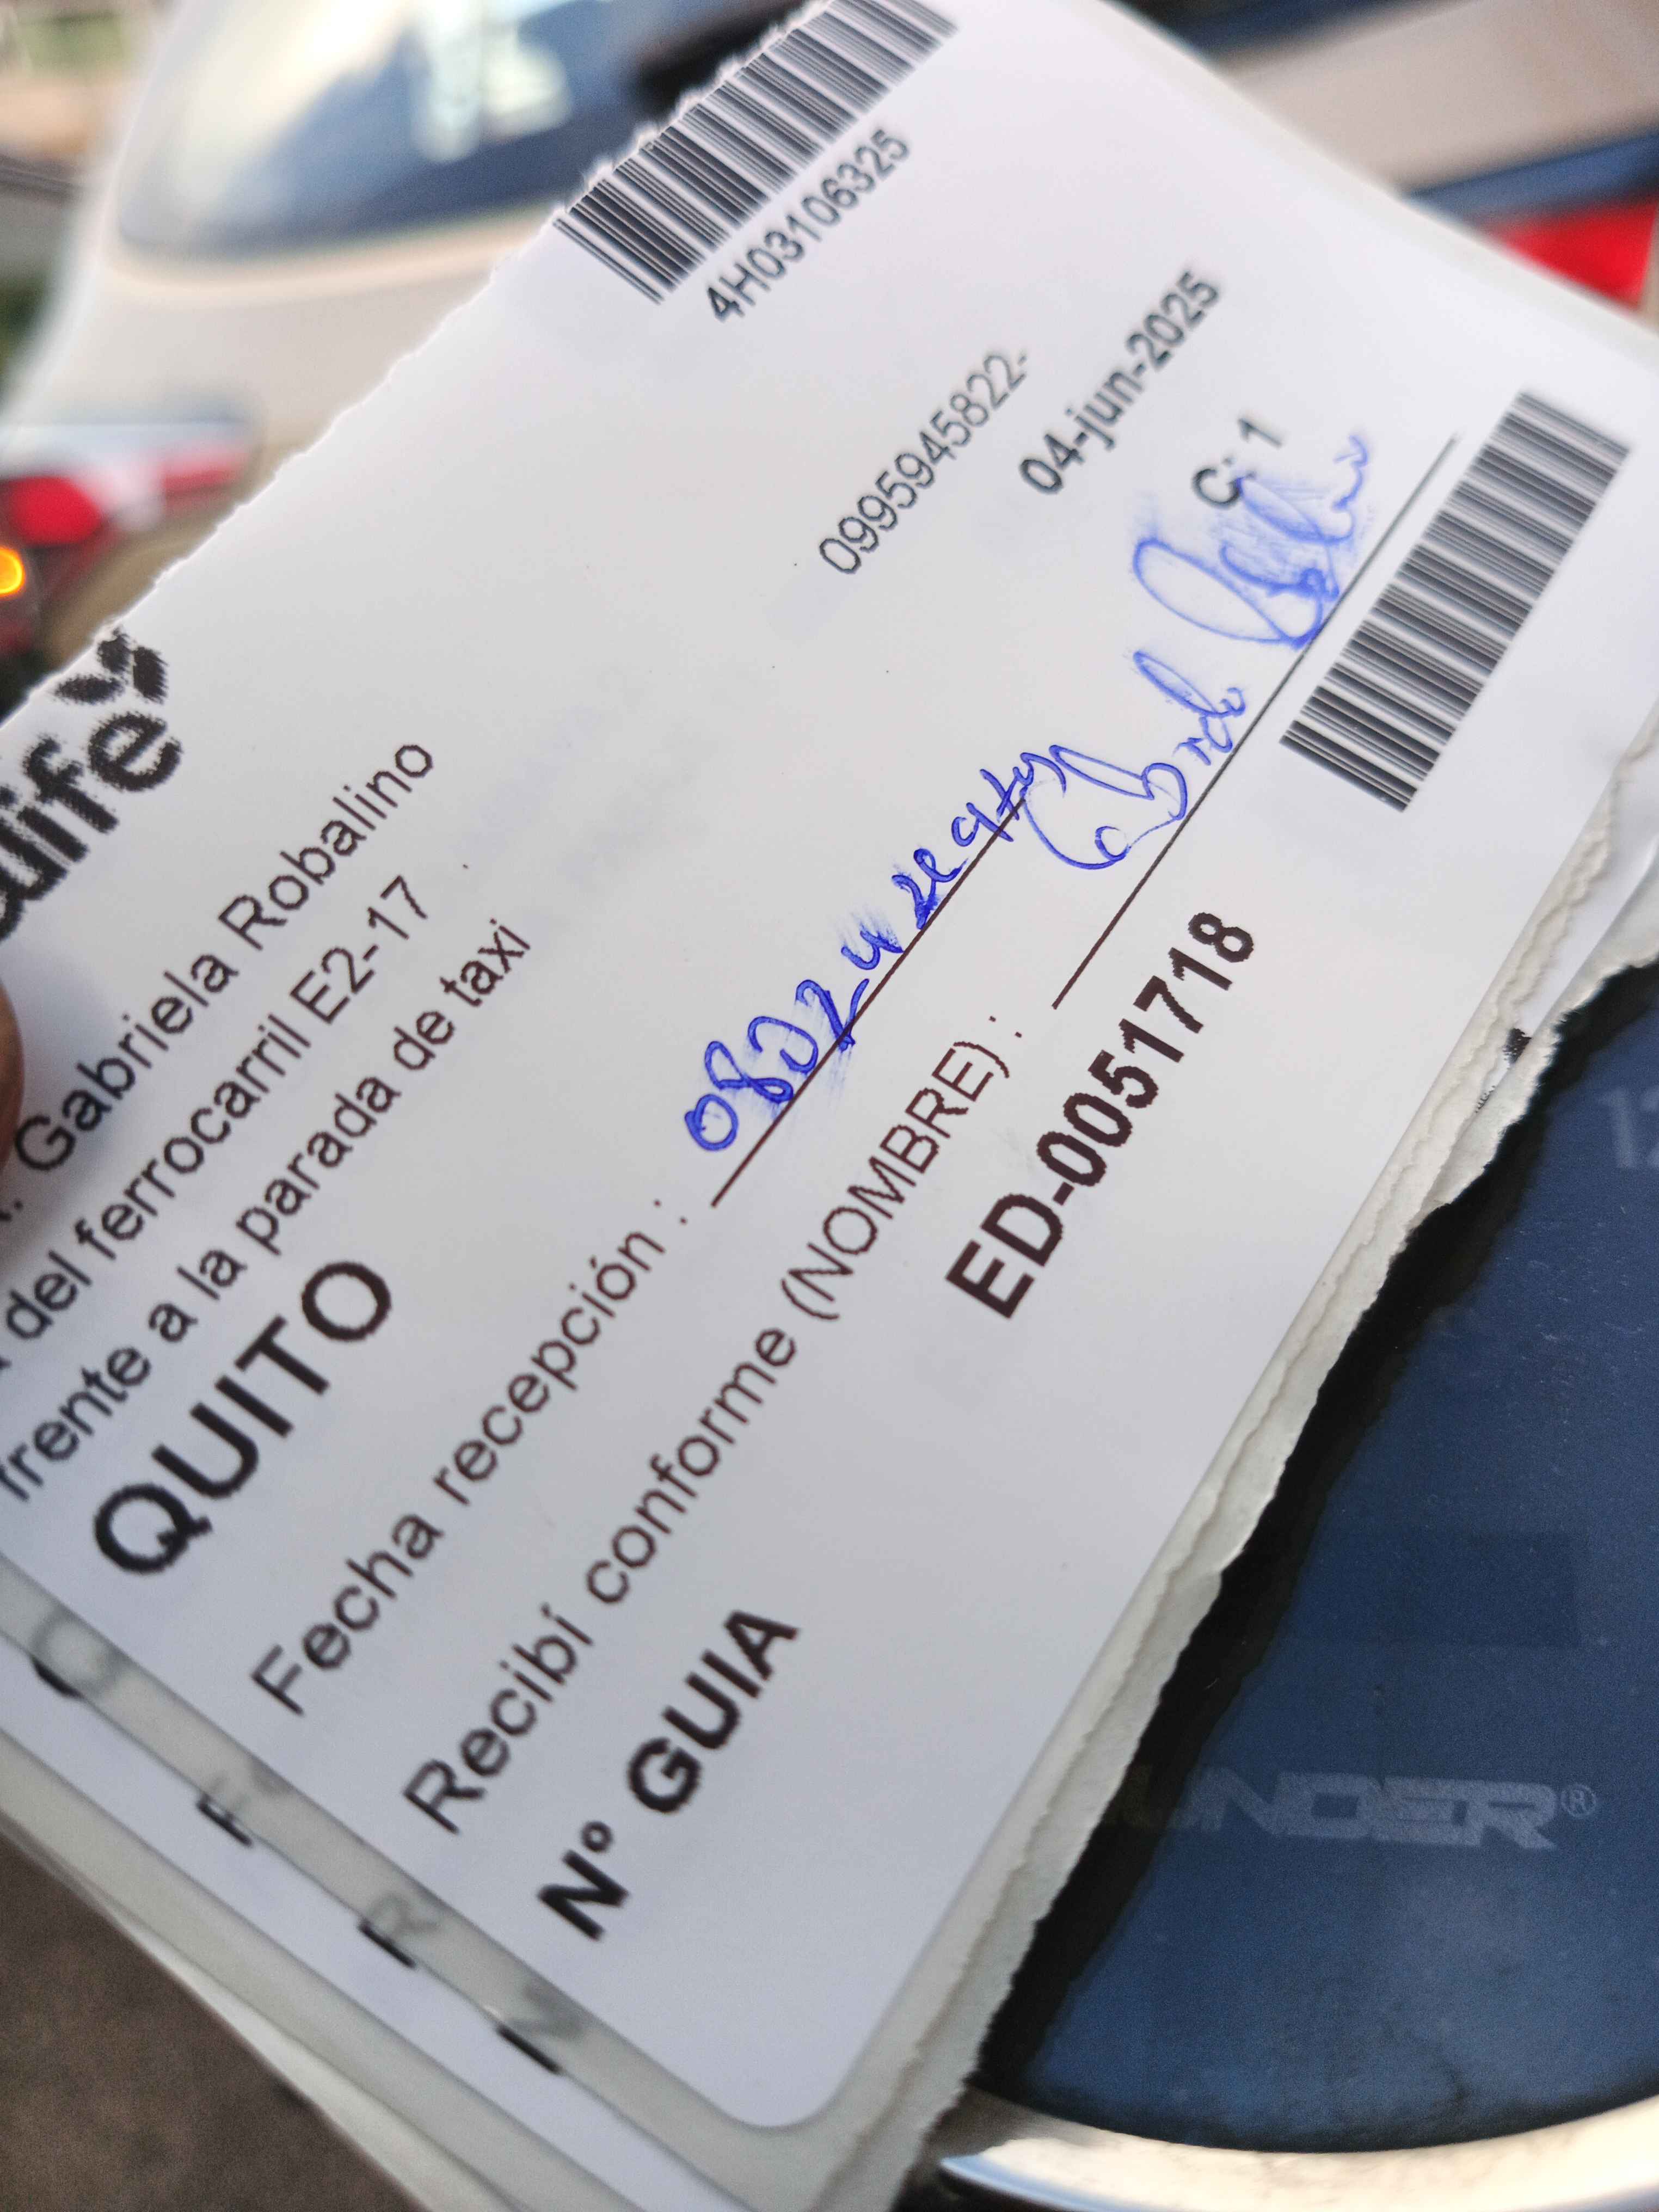 4H03106325
Gabriela Robalino
0995945822-
del ferrocarril E2-17
frente a la parada de taxi
04-jun-2025
QUITO
C: 1
Fecha recepción :
Recibí conforme (NOMBRE) :
Nº GUIA
ED-0051718
UNDER®